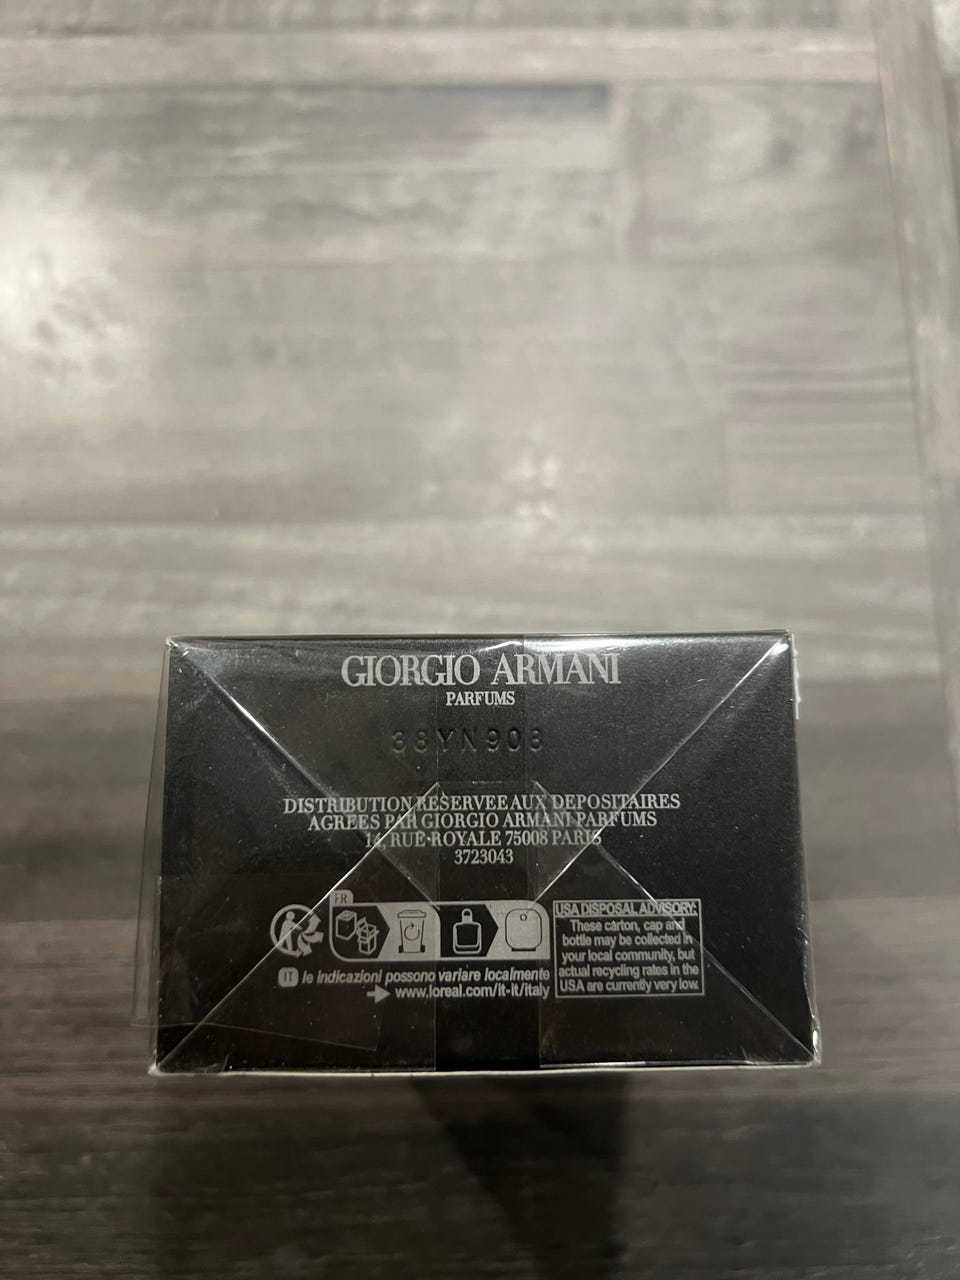 GIORGIO ARMANI
PARFUMS
38YN908
DISTRIBUTION RESERVEE AUX DEPOSITAIRES
AGREES PAR GIORGIO ARMANI PARFUMS
14, RUE ROYALE 75008 PARIS
3723043
FR
IT le indicazioni possono variare localmente
www.loreal.com/it-it/italy
USA DISPOSAL ADVISORY:
These carton, cap and
bottle may be collected in
your local community, but
actual recycling rates in the
USA are currently very low.